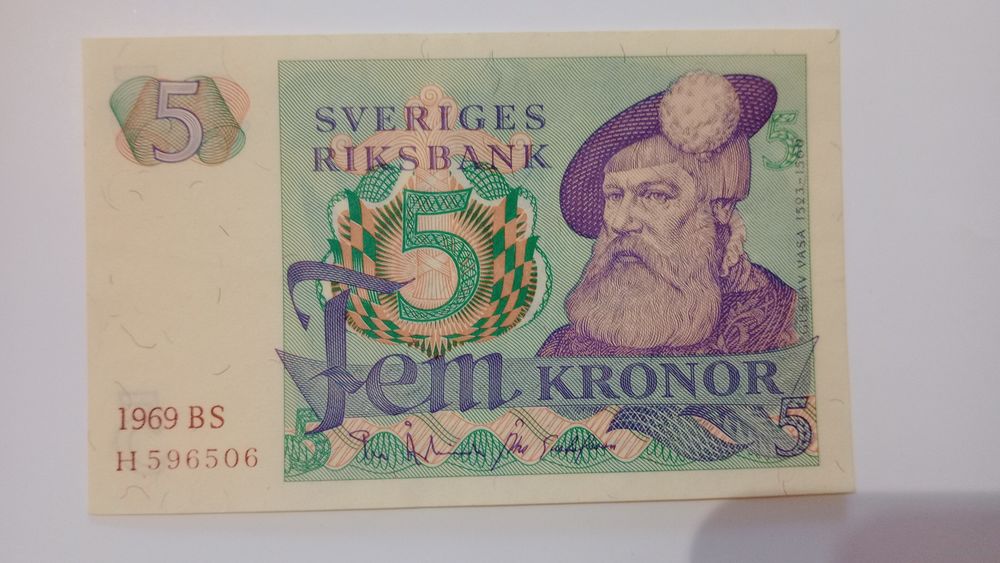 5
SVERIGES
RIKSBANK
5
5
GUSTAV VASA 1523-1560
Fem KRONOR
1969 BS
H 596506
5
5